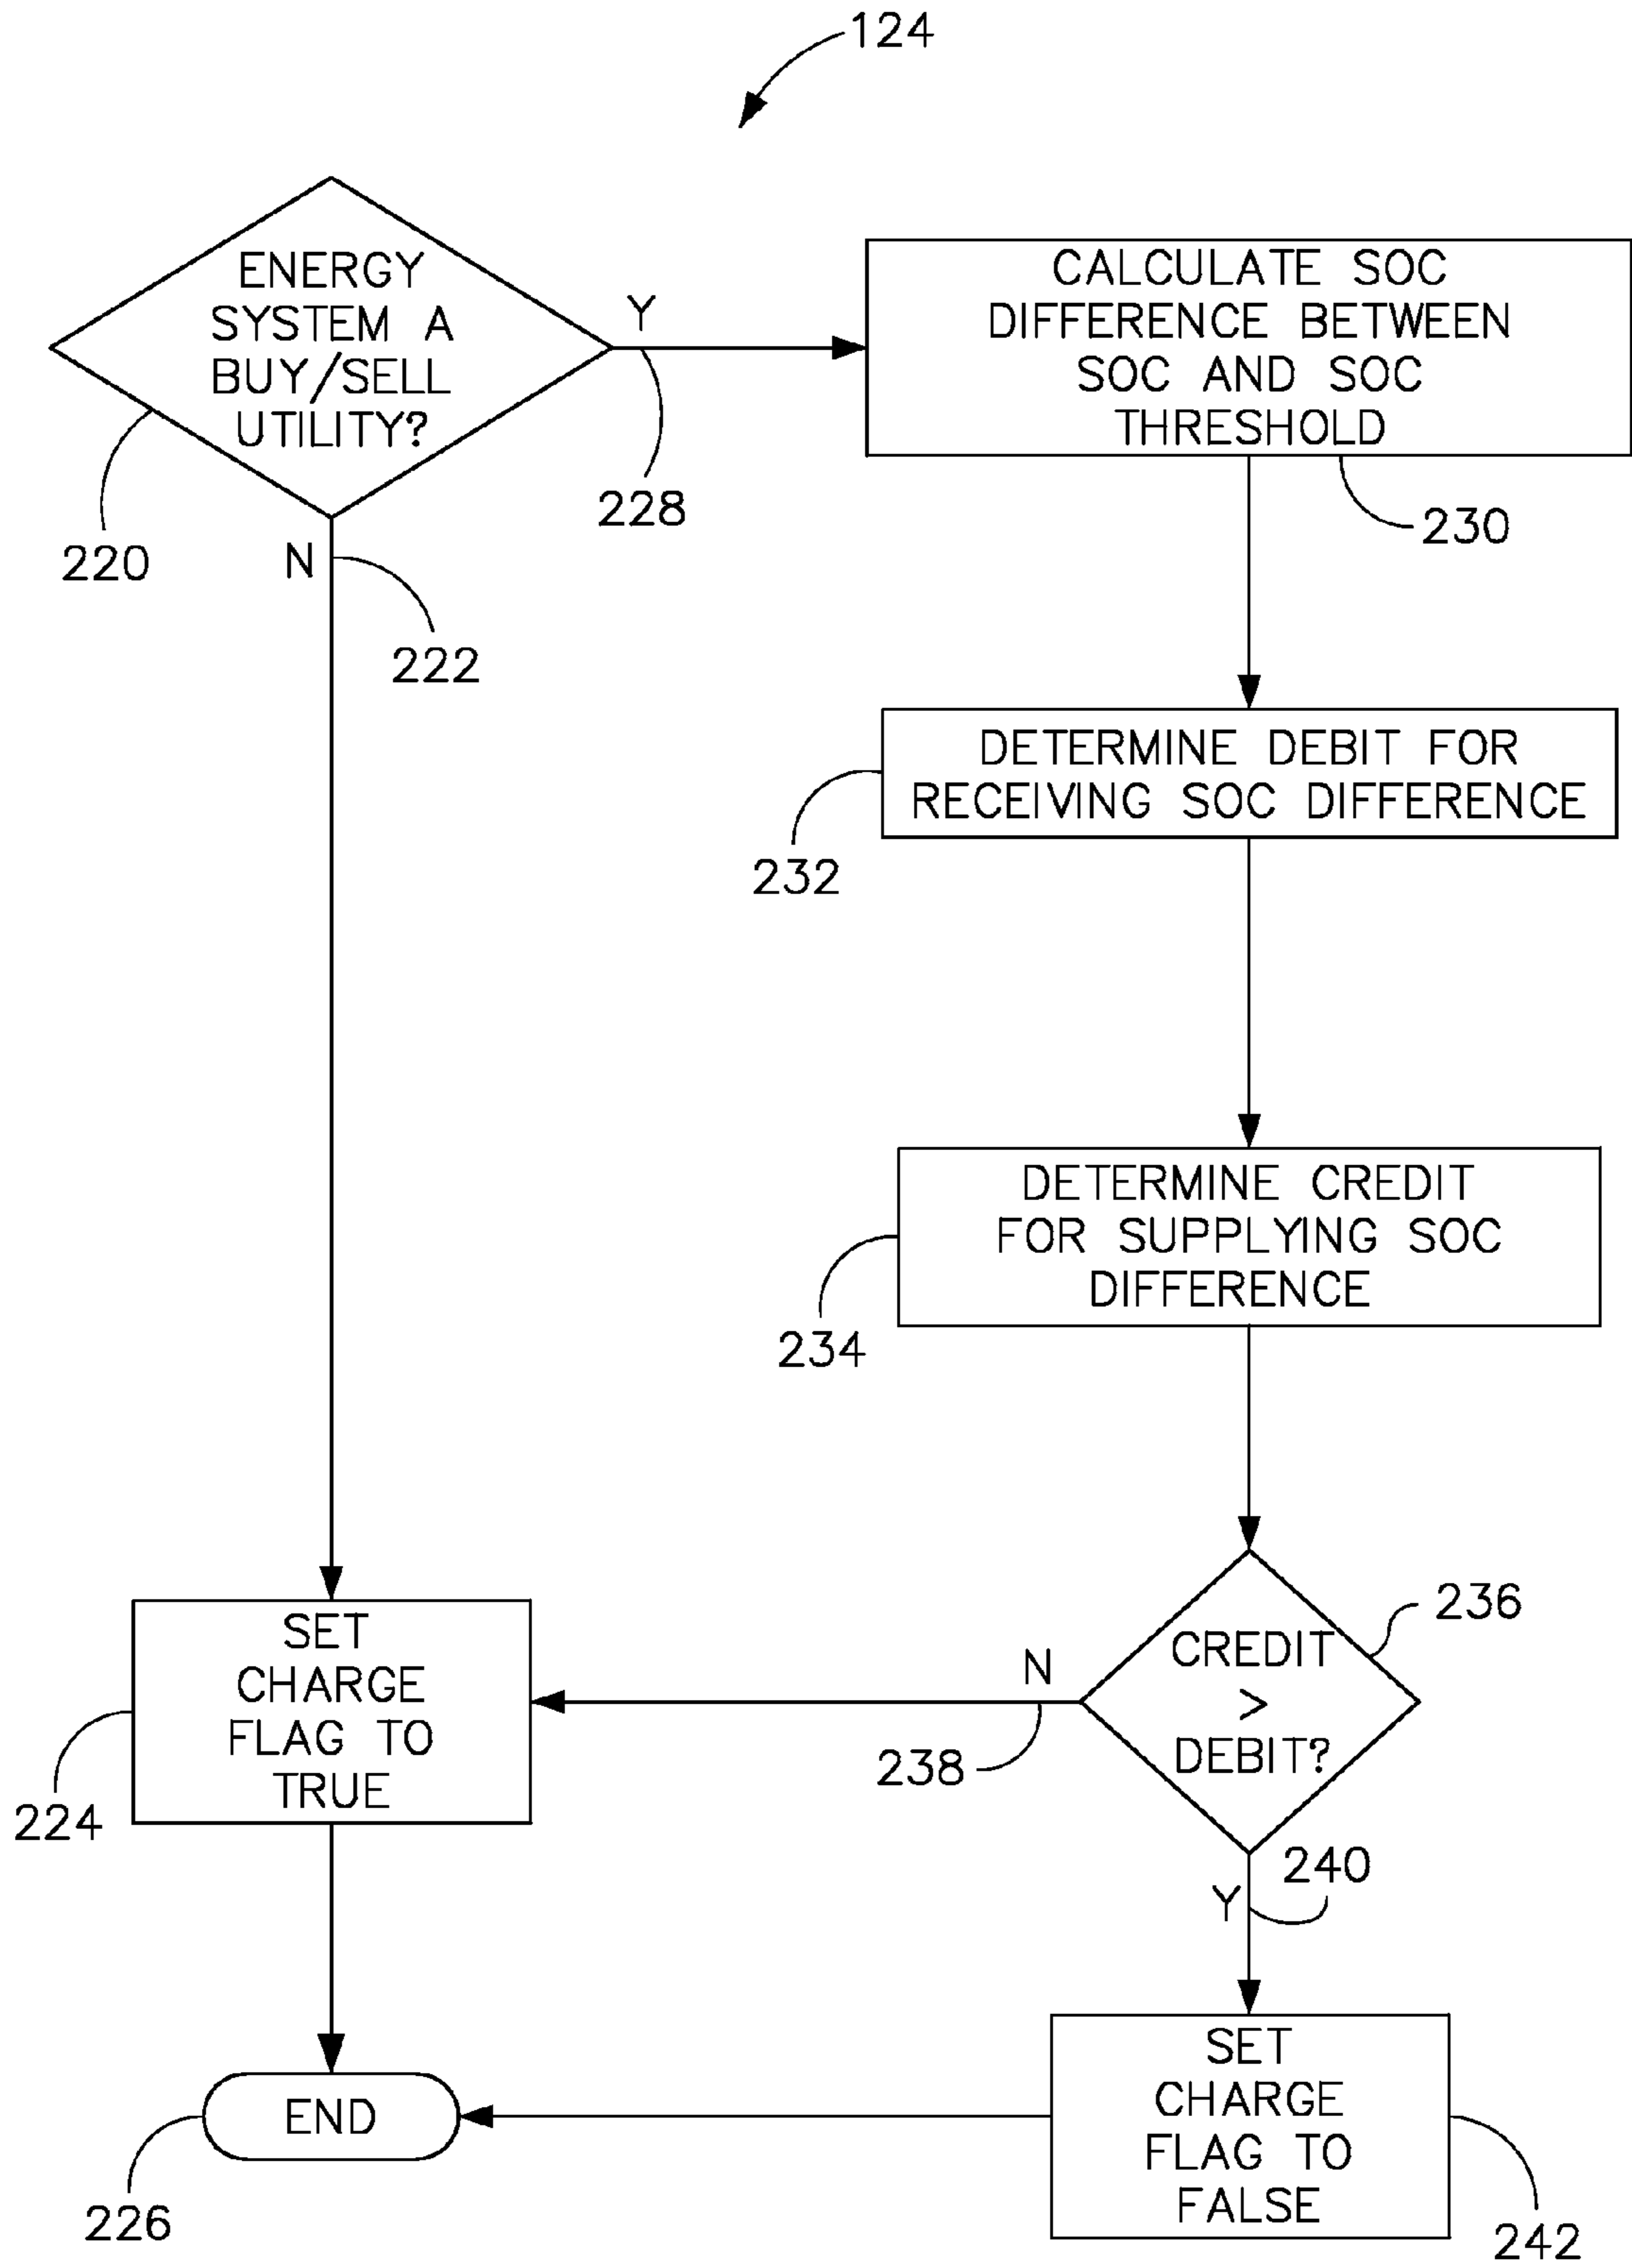 124
ENERGY
SYSTEM A
BUY/SELL
UTILITY?
220
Y
228
N
222
CALCULATE SOC
DIFFERENCE BETWEEN
SOC AND SOC
THRESHOLD
230
DETERMINE DEBIT FOR
RECEIVING SOC DIFFERENCE
232
DETERMINE CREDIT
FOR SUPPLYING SOC
DIFFERENCE
234
CREDIT
>
DEBIT?
236
N
238
Y
240
SET
CHARGE
FLAG TO
TRUE
224
SET
CHARGE
FLAG TO
FALSE
242
END
226